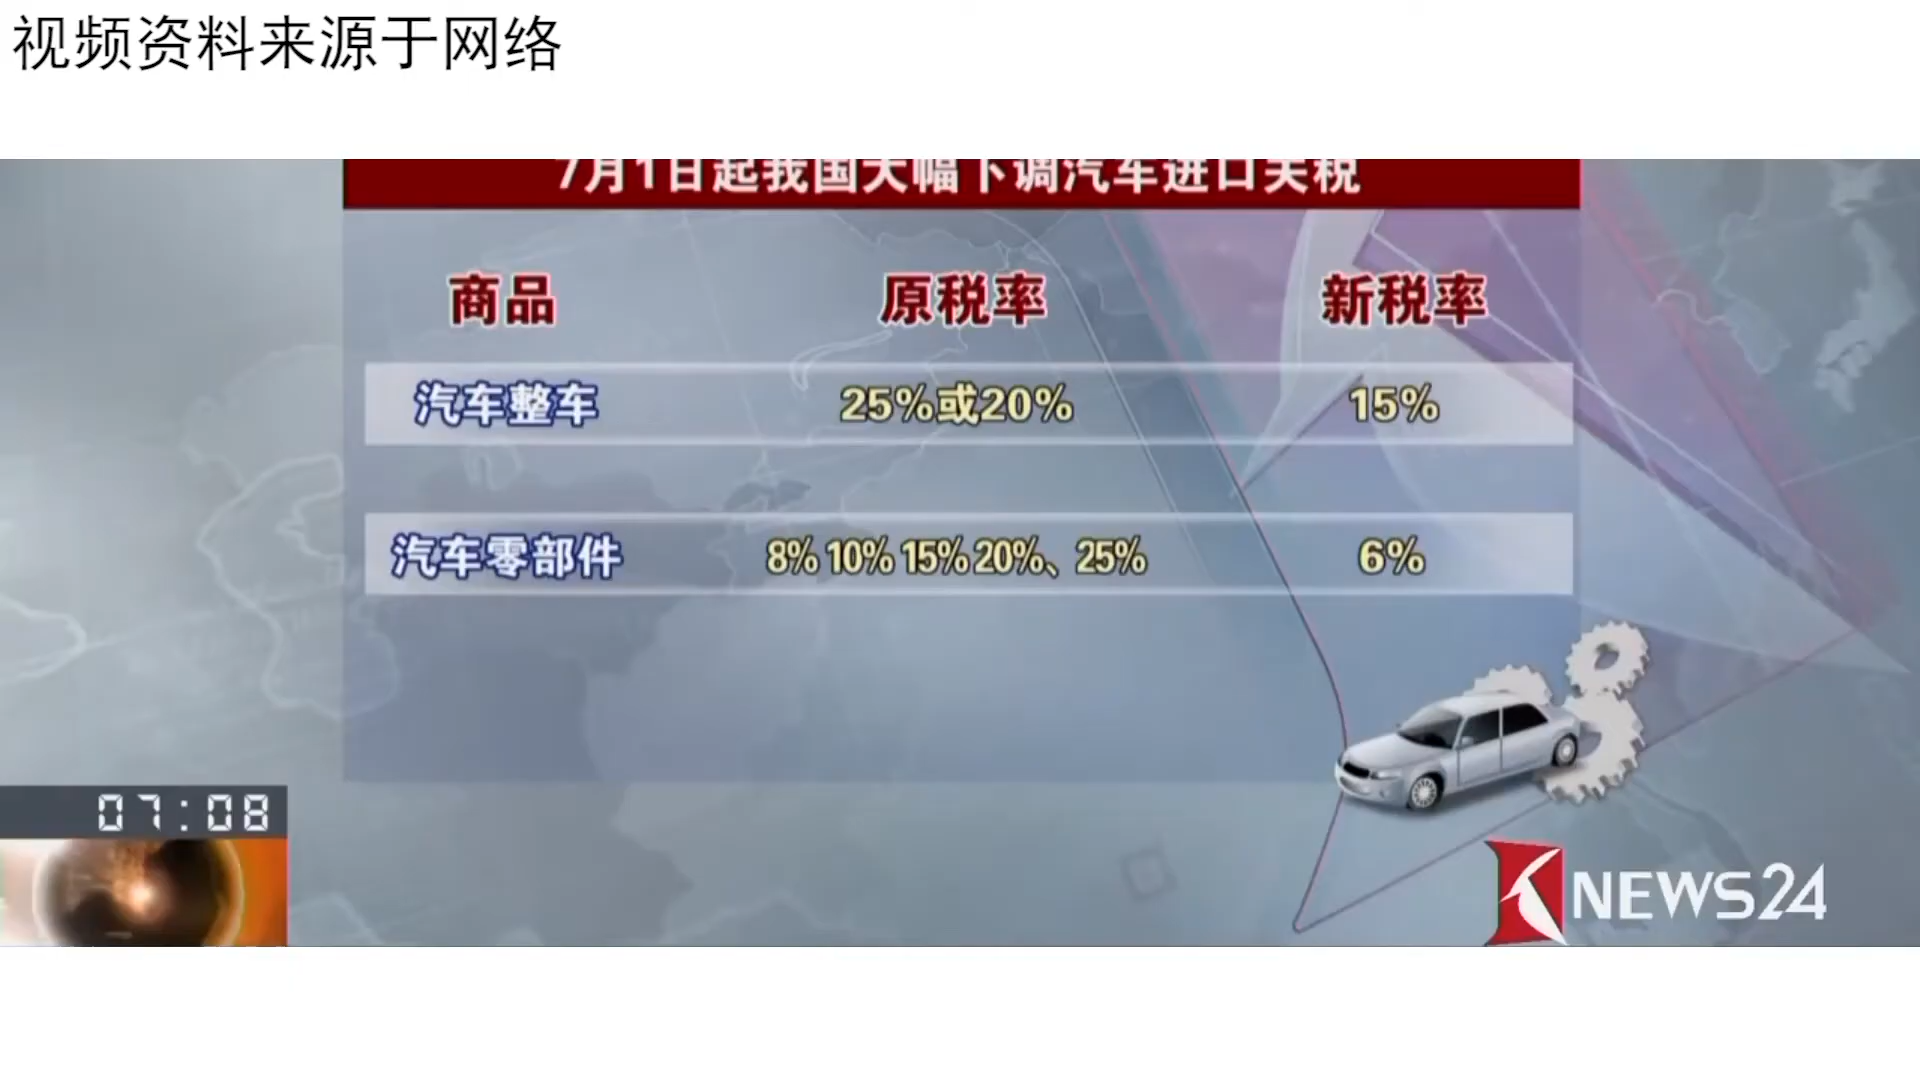 视频资料来源于网络
7月1日起我国大幅下调汽车进口关税
商品 原税率 新税率
汽车整车 25%或20% 15%
汽车零部件 8% 10% 15% 20%、25% 6%
07:08
NEWS24